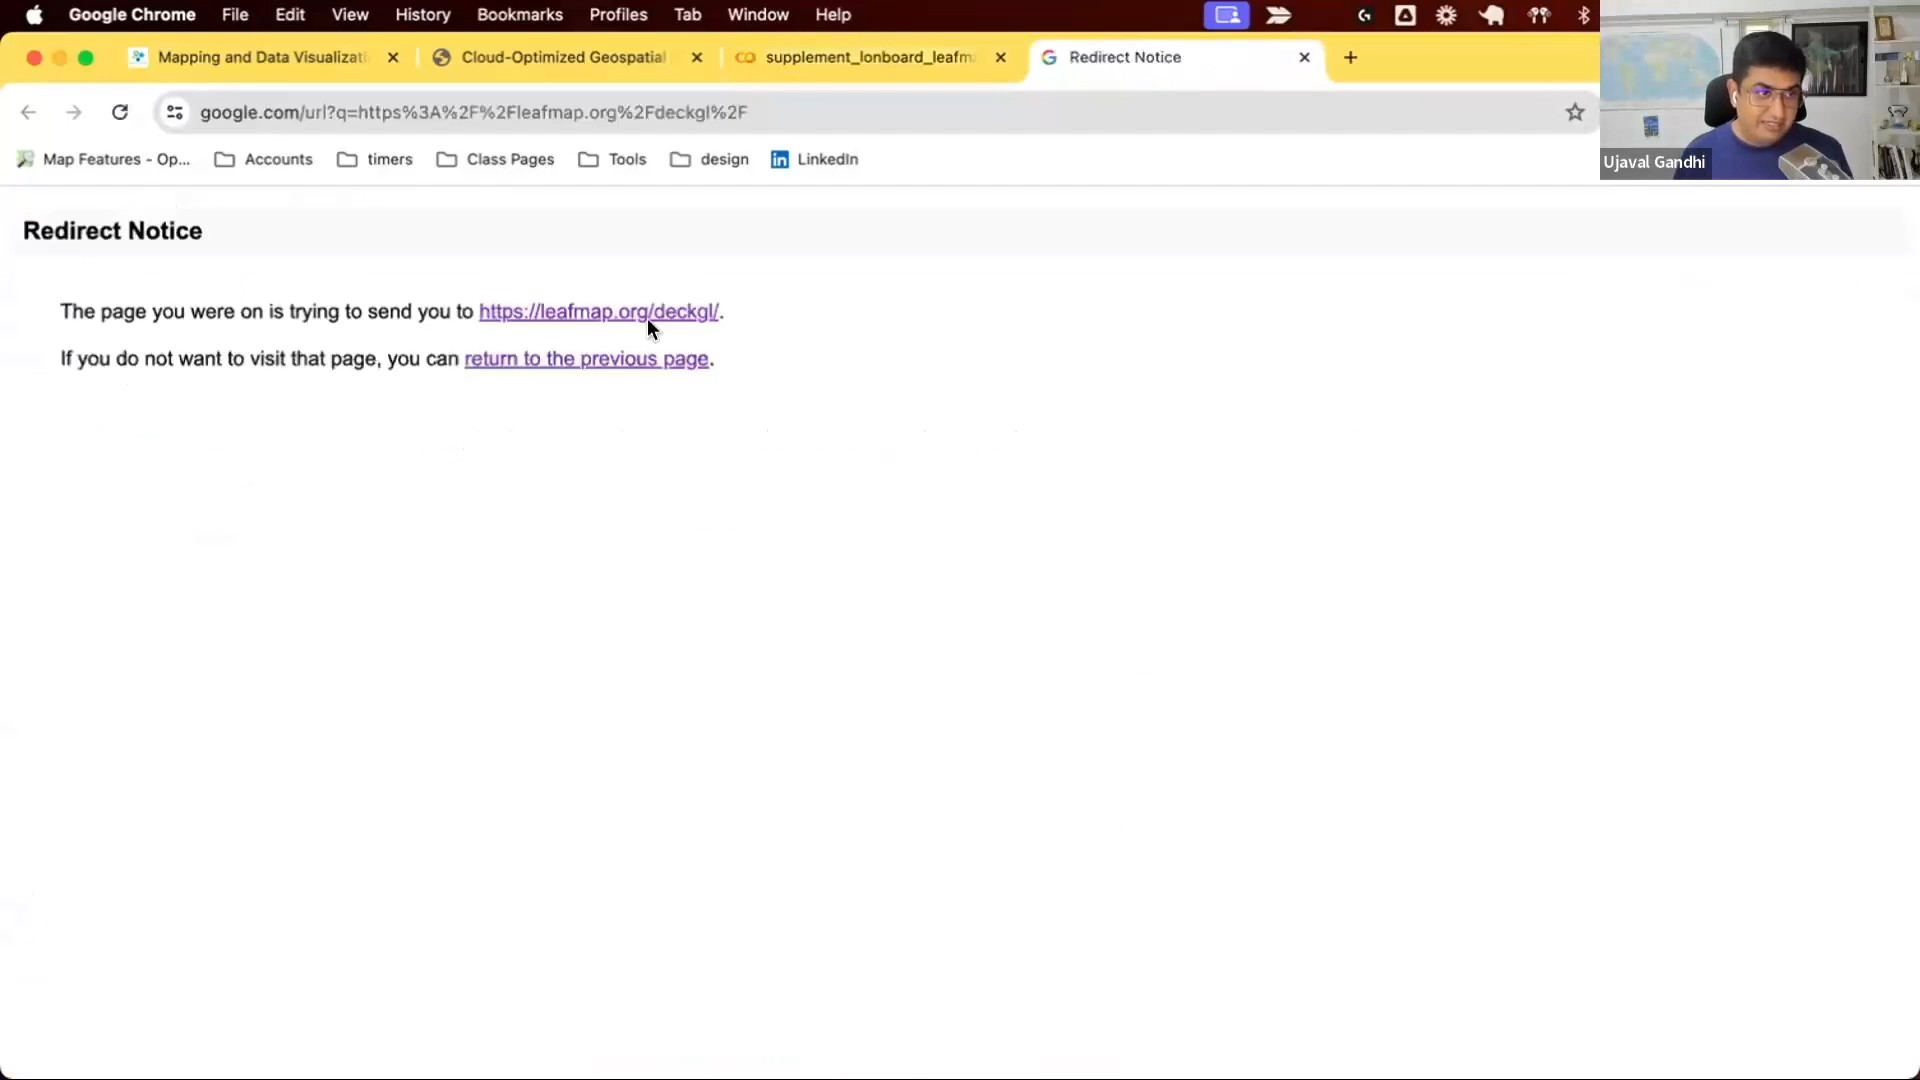 Google Chrome File Edit View History Bookmarks Profiles Tab Window Help
Mapping and Data Visualizati Cloud-Optimized Geospatial supplement_lonboard_leafm Redirect Notice
google.com/url?q=https%3A%2F%2Fleafmap.org%2Fdeckgl%2F
Map Features - Op... Accounts timers Class Pages Tools design LinkedIn
Ujaval Gandhi
Redirect Notice
The page you were on is trying to send you to https://leafmap.org/deckgl/.
If you do not want to visit that page, you can return to the previous page.